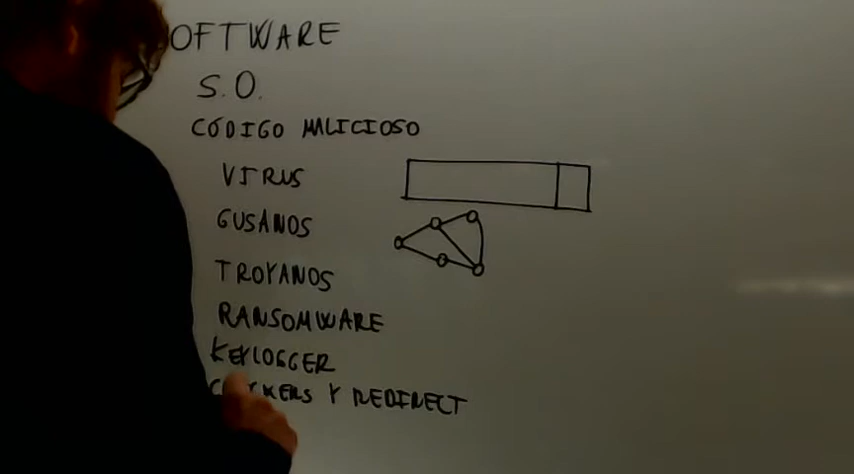 OFTWARE
S.O.
CÓDIGO MALICIOSO
VIRUS
GUSANOS
TROYANOS
RANSOMWARE
KEYLOGGER
Y REDIRECT